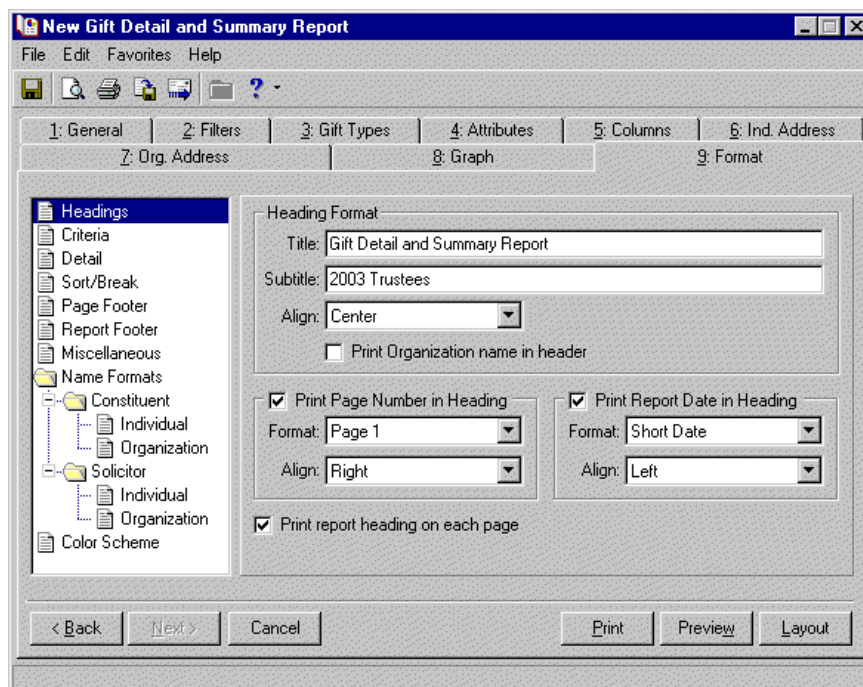 New Gift Detail and Summary Report
File Edit Favorites Help
1: General 2: Filters 3: Gift Types 4: Attributes 5: Columns 6: Ind. Address
7: Org. Address 8: Graph 9: Format
Headings
Criteria
Detail
Sort/Break
Page Footer
Report Footer
Miscellaneous
Name Formats
Constituent
Individual
Organization
Solicitor
Individual
Organization
Color Scheme
Heading Format
Title: Gift Detail and Summary Report
Subtitle: 2003 Trustees
Align: Center
Print Organization name in header
Print Page Number in Heading
Format: Page 1
Align: Right
Print Report Date in Heading
Format: Short Date
Align: Left
Print report heading on each page
< Back Next > Cancel Print Preview Layout